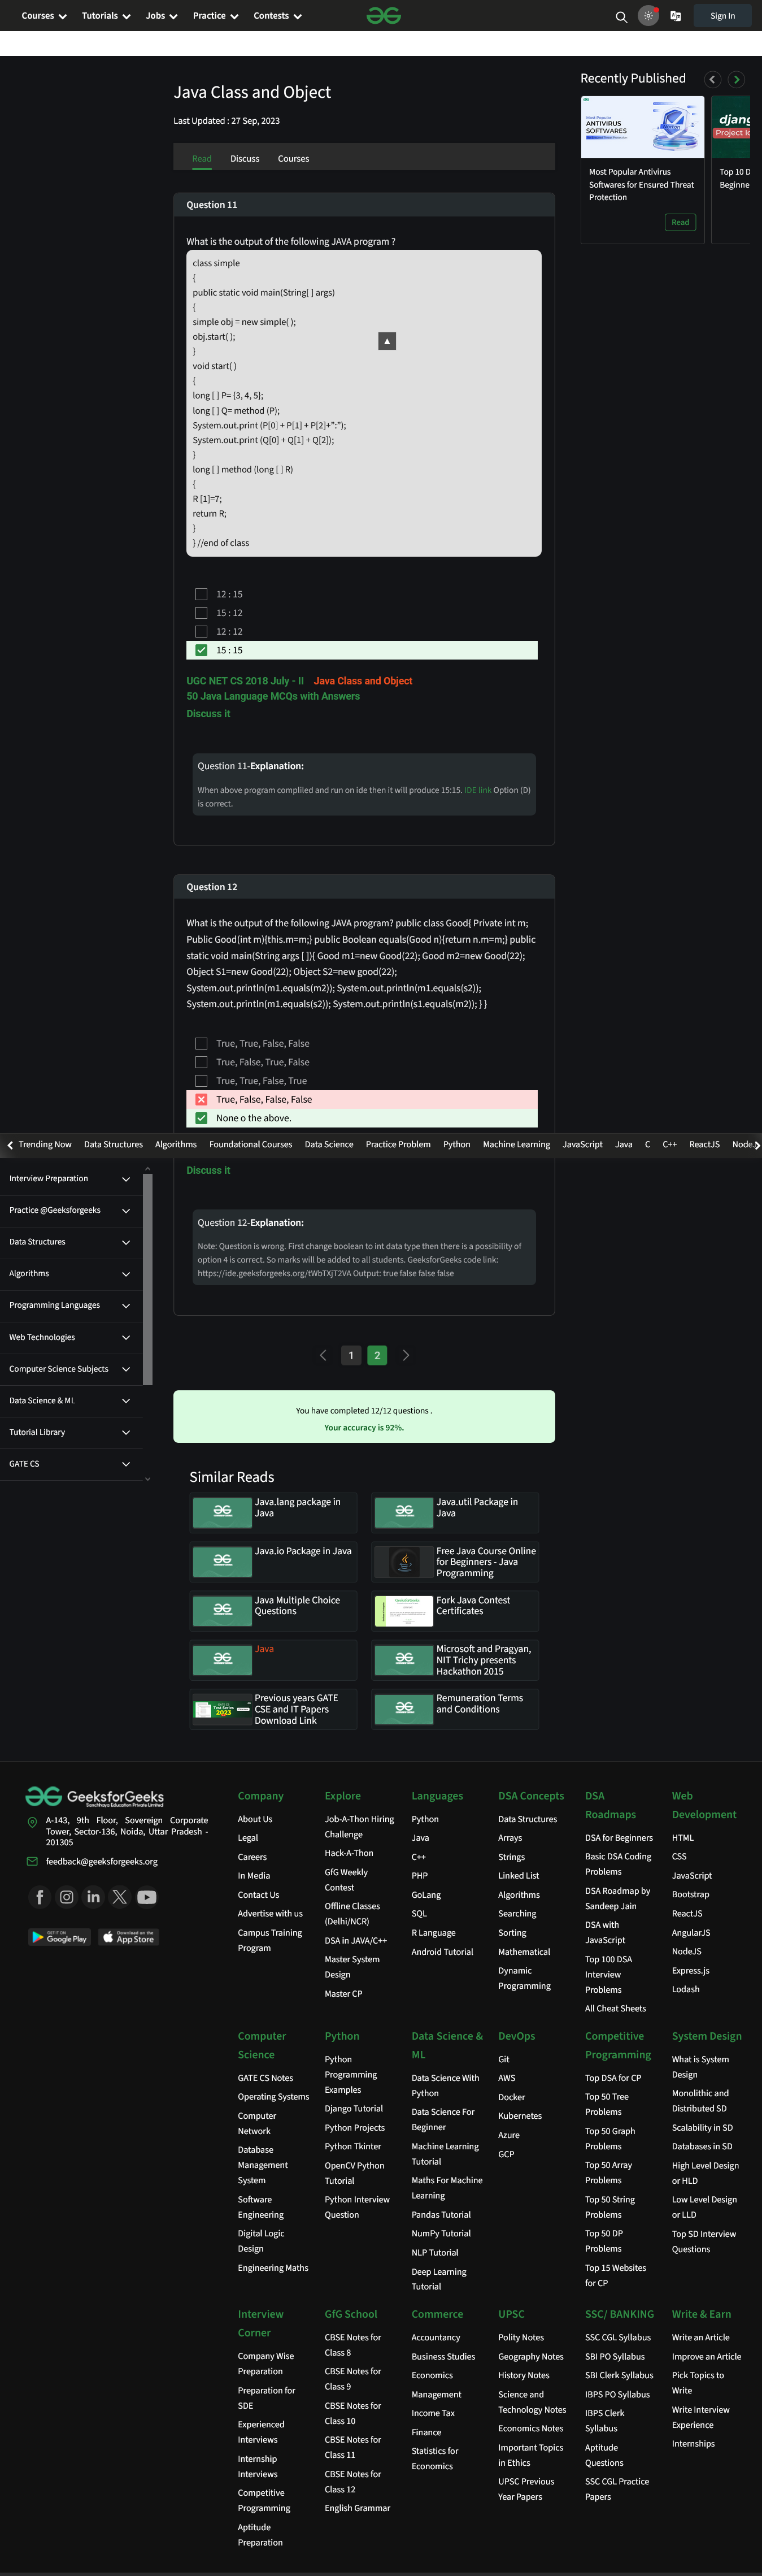 Courses
Tutorials
Jobs
Practice
Contests
Sign In
Java Class and Object
Last Updated : 27 Sep, 2023
Read
Discuss
Courses
Recently Published
Most Popular
ANTIVIRUS
SOFTWARES
Most Popular Antivirus
Softwares for Ensured Threat
Protection
Read
Top 10 D
Beginne
Question 11
What is the output of the following JAVA program ?
class simple
{
public static void main(String[ ] args)
{
simple obj = new simple( );
obj.start( );
}
void start( )
{
long [ ] P= {3, 4, 5};
long [ ] Q= method (P);
System.out.print (P[0] + P[1] + P[2]+":");
System.out.print (Q[0] + Q[1] + Q[2]);
}
long [ ] method (long [ ] R)
{
R [1]=7;
return R;
}
} //end of class
12 : 15
15 : 12
12 : 12
15 : 15
UGC NET CS 2018 July - II Java Class and Object
50 Java Language MCQs with Answers
Discuss it
Question 11-Explanation:
When above program compliled and run on ide then it will produce 15:15. IDE link Option (D)
is correct.
Question 12
What is the output of the following JAVA program? public class Good{ Private int m;
Public Good(int m){this.m=m;} public Boolean equals(Good n){return n.m=m;} public
static void main(String args [ ]){ Good m1=new Good(22); Good m2=new Good(22);
Object S1=new Good(22); Object S2=new good(22);
System.out.println(m1.equals(m2)); System.out.println(m1.equals(s2));
System.out.println(m1.equals(s2)); System.out.println(s1.equals(m2)); } }
True, True, False, False
True, False, True, False
True, True, False, True
True, False, False, False
None o the above.
Trending Now
Data Structures
Algorithms
Foundational Courses
Data Science
Practice Problem
Python
Machine Learning
JavaScript
Java
C
C++
ReactJS
Node
Discuss it
Interview Preparation
Practice @Geeksforgeeks
Data Structures
Algorithms
Programming Languages
Web Technologies
Computer Science Subjects
Data Science & ML
Tutorial Library
GATE CS
Question 12-Explanation:
Note: Question is wrong. First change boolean to int data type then there is a possibility of
option 4 is correct. So marks will be added to all students. GeeksforGeeks code link:
https://ide.geeksforgeeks.org/tWbTXjT2VA Output: true false false false
1
2
You have completed 12/12 questions .
Your accuracy is 92%.
Similar Reads
Java.lang package in
Java
Java.util Package in
Java
Java.io Package in Java
Free Java Course Online
for Beginners - Java
Programming
Java Multiple Choice
Questions
Fork Java Contest
Certificates
Java
Microsoft and Pragyan,
NIT Trichy presents
Hackathon 2015
2023
Previous years GATE
CSE and IT Papers
Download Link
Remuneration Terms
and Conditions
GeeksforGeeks
Sanchhaya Education Private Limited
A-143, 9th Floor, Sovereign Corporate
Tower, Sector-136, Noida, Uttar Pradesh -
201305
feedback@geeksforgeeks.org
GET IT ON
Google Play
Download on the
App Store
Company
About Us
Legal
Careers
In Media
Contact Us
Advertise with us
Campus Training
Program
Explore
Job-A-Thon Hiring
Challenge
Hack-A-Thon
GfG Weekly
Contest
Offline Classes
(Delhi/NCR)
DSA in JAVA/C++
Master System
Design
Master CP
Languages
Python
Java
C++
PHP
GoLang
SQL
R Language
Android Tutorial
DSA Concepts
Data Structures
Arrays
Strings
Linked List
Algorithms
Searching
Sorting
Mathematical
Dynamic
Programming
DSA
Roadmaps
DSA for Beginners
Basic DSA Coding
Problems
DSA Roadmap by
Sandeep Jain
DSA with
JavaScript
Top 100 DSA
Interview
Problems
All Cheat Sheets
Web
Development
HTML
CSS
JavaScript
Bootstrap
ReactJS
AngularJS
NodeJS
Express.js
Lodash
Computer
Science
GATE CS Notes
Operating Systems
Computer
Network
Database
Management
System
Software
Engineering
Digital Logic
Design
Engineering Maths
Python
Python
Programming
Examples
Django Tutorial
Python Projects
Python Tkinter
OpenCV Python
Tutorial
Python Interview
Question
Data Science &
ML
Data Science With
Python
Data Science For
Beginner
Machine Learning
Tutorial
Maths For Machine
Learning
Pandas Tutorial
NumPy Tutorial
NLP Tutorial
Deep Learning
Tutorial
DevOps
Git
AWS
Docker
Kubernetes
Azure
GCP
Competitive
Programming
Top DSA for CP
Top 50 Tree
Problems
Top 50 Graph
Problems
Top 50 Array
Problems
Top 50 String
Problems
Top 50 DP
Problems
Top 15 Websites
for CP
System Design
What is System
Design
Monolithic and
Distributed SD
Scalability in SD
Databases in SD
High Level Design
or HLD
Low Level Design
or LLD
Top SD Interview
Questions
Interview
Corner
Company Wise
Preparation
Preparation for
SDE
Experienced
Interviews
Internship
Interviews
Competitive
Programming
Aptitude
Preparation
GfG School
CBSE Notes for
Class 8
CBSE Notes for
Class 9
CBSE Notes for
Class 10
CBSE Notes for
Class 11
CBSE Notes for
Class 12
English Grammar
Commerce
Accountancy
Business Studies
Economics
Management
Income Tax
Finance
Statistics for
Economics
UPSC
Polity Notes
Geography Notes
History Notes
Science and
Technology Notes
Economics Notes
Important Topics
in Ethics
UPSC Previous
Year Papers
SSC/ BANKING
SSC CGL Syllabus
SBI PO Syllabus
SBI Clerk Syllabus
IBPS PO Syllabus
IBPS Clerk
Syllabus
Aptitude
Questions
SSC CGL Practice
Papers
Write & Earn
Write an Article
Improve an Article
Pick Topics to
Write
Write Interview
Experience
Internships